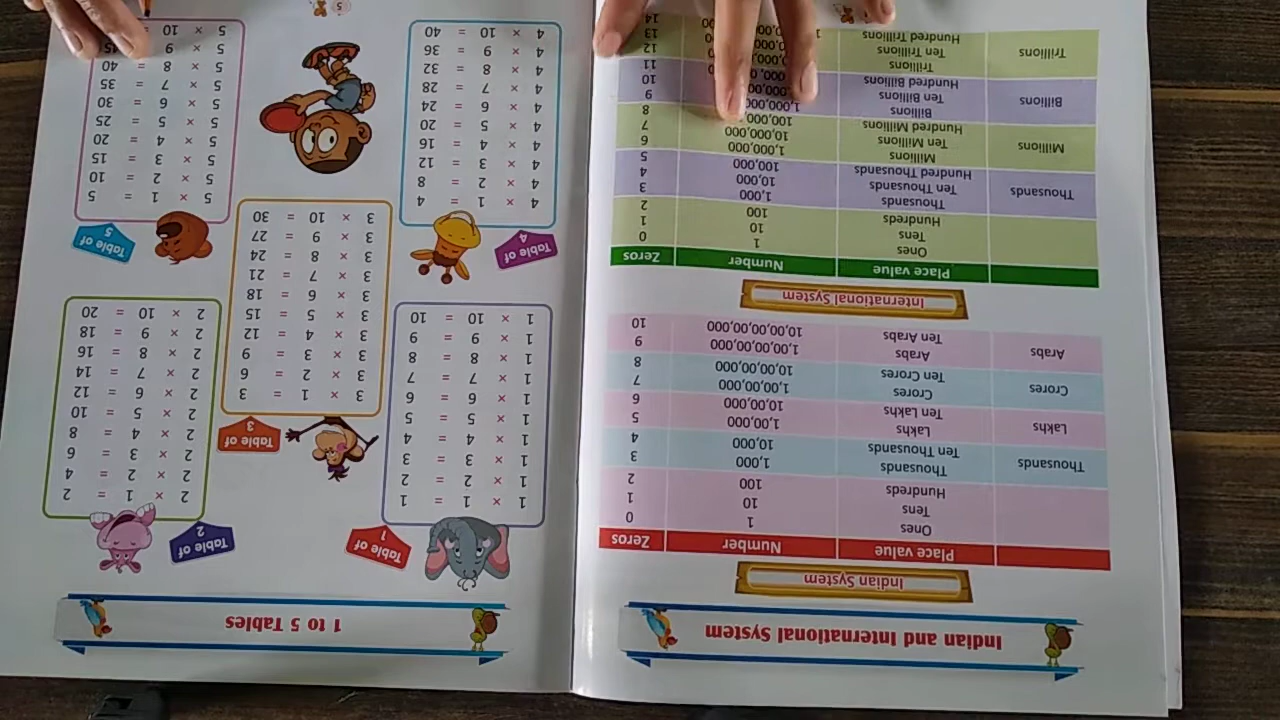 Indian and International System
Indian System
Place value Number Zeros
Ones 1 0
Tens 10 1
Hundreds 100 2
Thousands Thousands 1,000 3
Ten Thousands 10,000 4
Lakhs Lakhs 1,00,000 5
Ten Lakhs 10,00,000 6
Crores Crores 1,00,00,000 7
Ten Crores 10,00,00,000 8
Arabs Arabs 1,00,00,00,000 9
Ten Arabs 10,00,00,00,000 10
International System
Place value Number Zeros
Ones 1 0
Tens 10 1
Hundreds 100 2
Thousands Thousands 1,000 3
Ten Thousands 10,000 4
Hundred Thousands 100,000 5
Millions Millions 1,000,000 6
Ten Millions 10,000,000 7
Hundred Millions 8
Billions Billions 9
Ten Billions 10
Hundred Billions 11
Trillions Trillions 12
Ten Trillions 13
Hundred Trillions 14
1 to 5 Tables
Table of 1
1 × 1 = 1
1 × 2 = 2
1 × 3 = 3
1 × 4 = 4
1 × 5 = 5
1 × 6 = 6
1 × 7 = 7
1 × 8 = 8
1 × 9 = 9
1 × 10 = 10
Table of 2
2 × 1 = 2
2 × 2 = 4
2 × 3 = 6
2 × 4 = 8
2 × 5 = 10
2 × 6 = 12
2 × 7 = 14
2 × 8 = 16
2 × 9 = 18
2 × 10 = 20
Table of 3
3 × 1 = 3
3 × 2 = 6
3 × 3 = 9
3 × 4 = 12
3 × 5 = 15
3 × 6 = 18
3 × 7 = 21
3 × 8 = 24
3 × 9 = 27
3 × 10 = 30
Table of 4
4 × 1 = 4
4 × 2 = 8
4 × 3 = 12
4 × 4 = 16
4 × 5 = 20
4 × 6 = 24
4 × 7 = 28
4 × 8 = 32
4 × 9 = 36
4 × 10 = 40
Table of 5
5 × 1 = 5
5 × 2 = 10
5 × 3 = 15
5 × 4 = 20
5 × 5 = 25
5 × 6 = 30
5 × 7 = 35
5 × 8 = 40
5 × 9 = 45
5 × 10 =
5